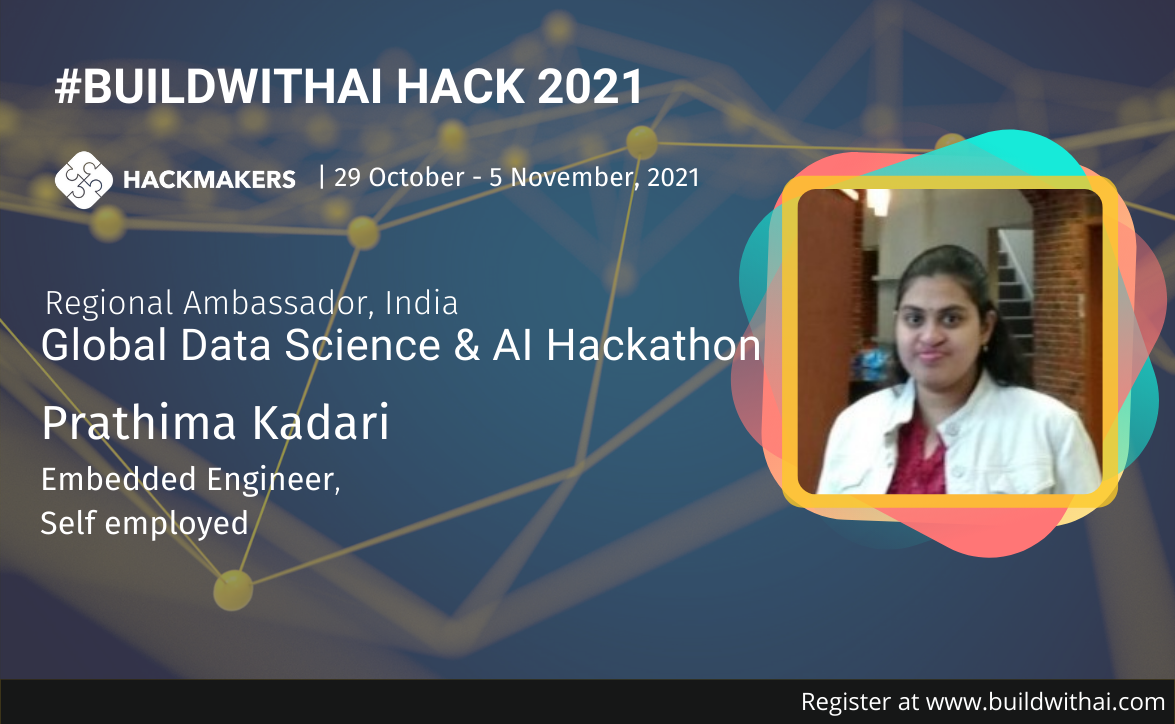 #BUILDWITHAI HACK 2021
HACKMAKERS | 29 October - 5 November, 2021
Regional Ambassador, India
Global Data Science & AI Hackathon
Prathima Kadari
Embedded Engineer,
Self employed
Register at www.buildwithai.com